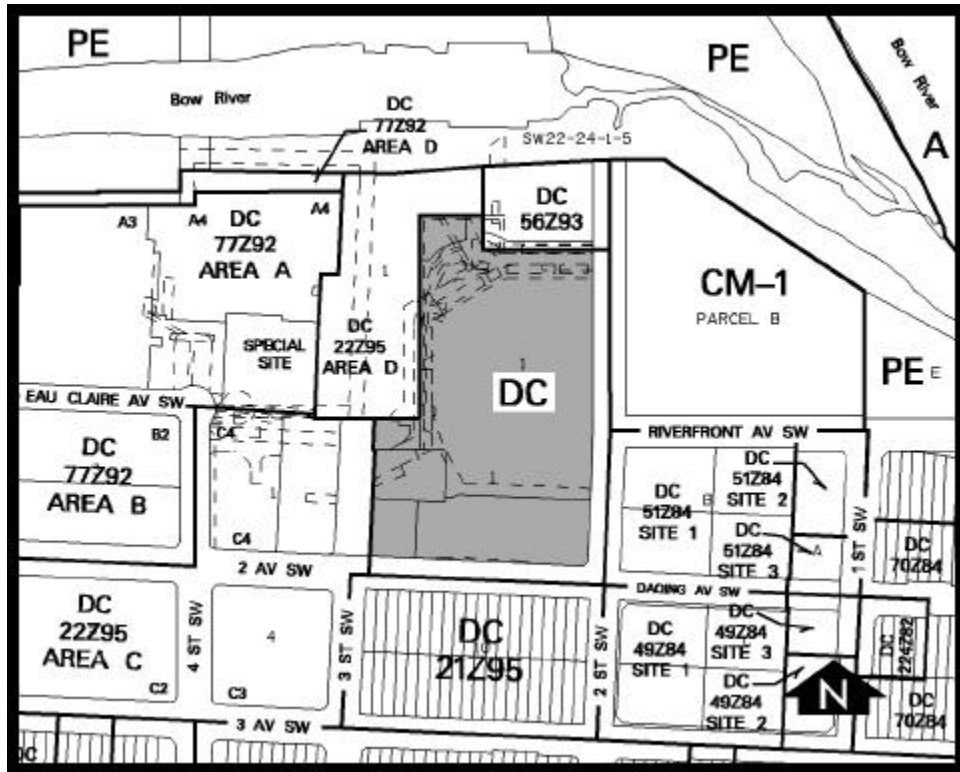 PE
PE
Bow River
Bow River
DC
77Z92
AREA D
SW22-24-1-5
A
A3
A4
A4
DC
77Z92
AREA A
DC
56Z93
1
CM-1
PARCEL B
SPECIAL
SITE
DC
22Z95
AREA D
1
DC
PE E
EAU CLAIRE AV SW
B2
C4
RIVERFRONT AV SW
DC
77Z92
AREA B
1
1
DC
51Z84
SITE 1
B
DC
51Z84
SITE 2
DC
51Z84
SITE 3
A
1 ST SW
DC
70Z84
C4
2 AV SW
DC
22Z95
AREA C
C2
4 ST SW
4
C3
3 ST SW
DC
21Z95
2 ST SW
DC
49Z84
SITE 1
DC
49Z84
SITE 3
DC
49Z84
SITE 2
DC
224Z82
N
DC
70Z84
3 AV SW
DC